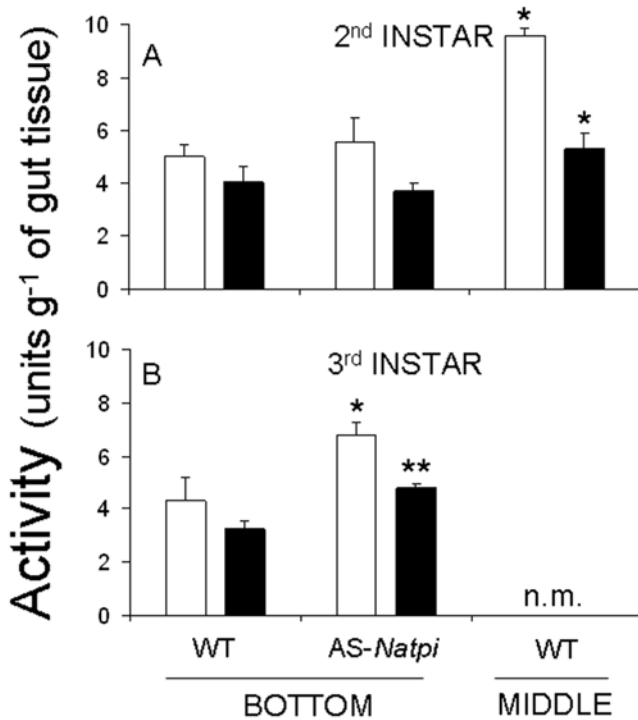 Activity (units g⁻¹ of gut tissue)
A
2ⁿᵈ INSTAR
10
8
6
4
2
0
*
*
B
3ʳᵈ INSTAR
10
8
6
4
2
0
*
**
n.m.
WT AS-Natpi WT
BOTTOM MIDDLE